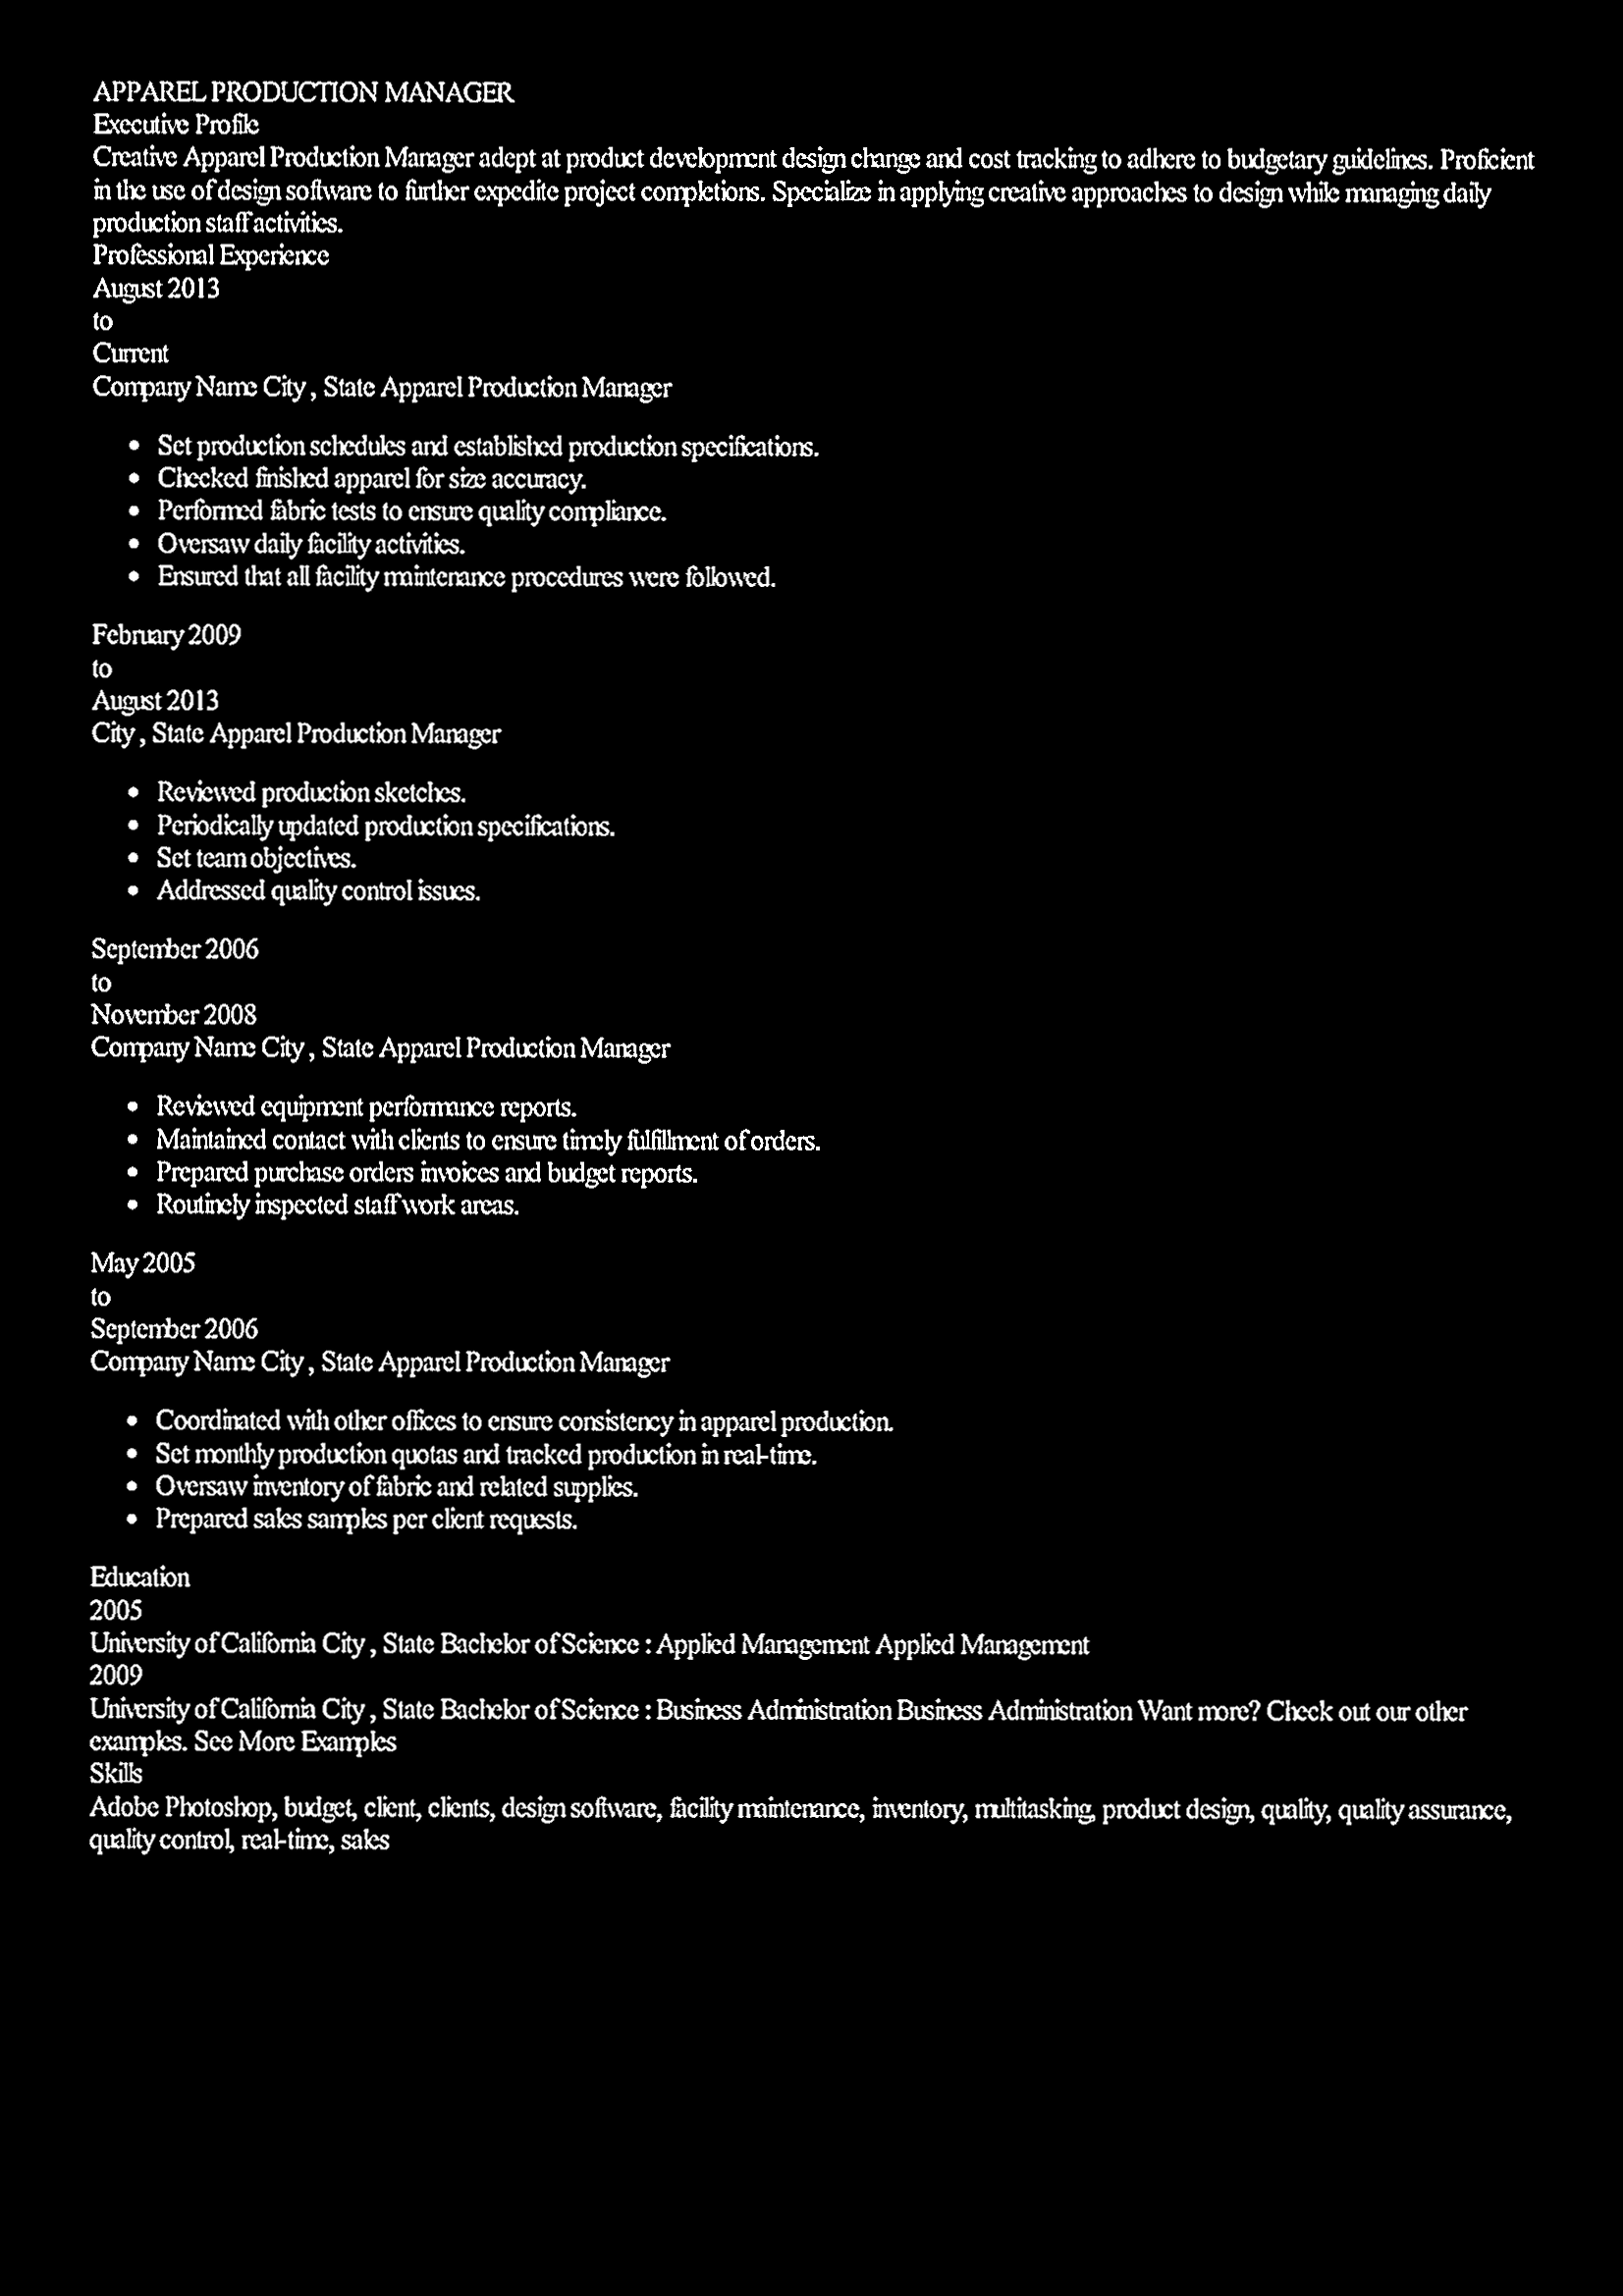 APPAREL PRODUCTION MANAGER
Executive Profile
Creative Apparel Production Manager adept at product development design change and cost tracking to adhere to budgetary guidelines. Proficient
in the use of design software to further expedite project completions. Specialize in applying creative approaches to design while managing daily
production staff activities.
Professional Experience
August 2013
to
Current
Company Name City , State Apparel Production Manager
• Set production schedules and established production specifications.
• Checked finished apparel for size accuracy.
• Performed fabric tests to ensure quality compliance.
• Oversaw daily facility activities.
• Ensured that all facility maintenance procedures were followed.
February 2009
to
August 2013
City , State Apparel Production Manager
• Reviewed production sketches.
• Periodically updated production specifications.
• Set team objectives.
• Addressed quality control issues.
September 2006
to
November 2008
Company Name City , State Apparel Production Manager
• Reviewed equipment performance reports.
• Maintained contact with clients to ensure timely fulfillment of orders.
• Prepared purchase orders invoices and budget reports.
• Routinely inspected staff work areas.
May 2005
to
September 2006
Company Name City , State Apparel Production Manager
• Coordinated with other offices to ensure consistency in apparel production.
• Set monthly production quotas and tracked production in real-time.
• Oversaw inventory of fabric and related supplies.
• Prepared sales samples per client requests.
Education
2005
University of California City , State Bachelor of Science : Applied Management Applied Management
2009
University of California City , State Bachelor of Science : Business Administration Business Administration Want more? Check out our other
examples. See More Examples
Skills
Adobe Photoshop, budget, client, clients, design software, facility maintenance, inventory, multitasking, product design, quality, quality assurance,
quality control, real-time, sales